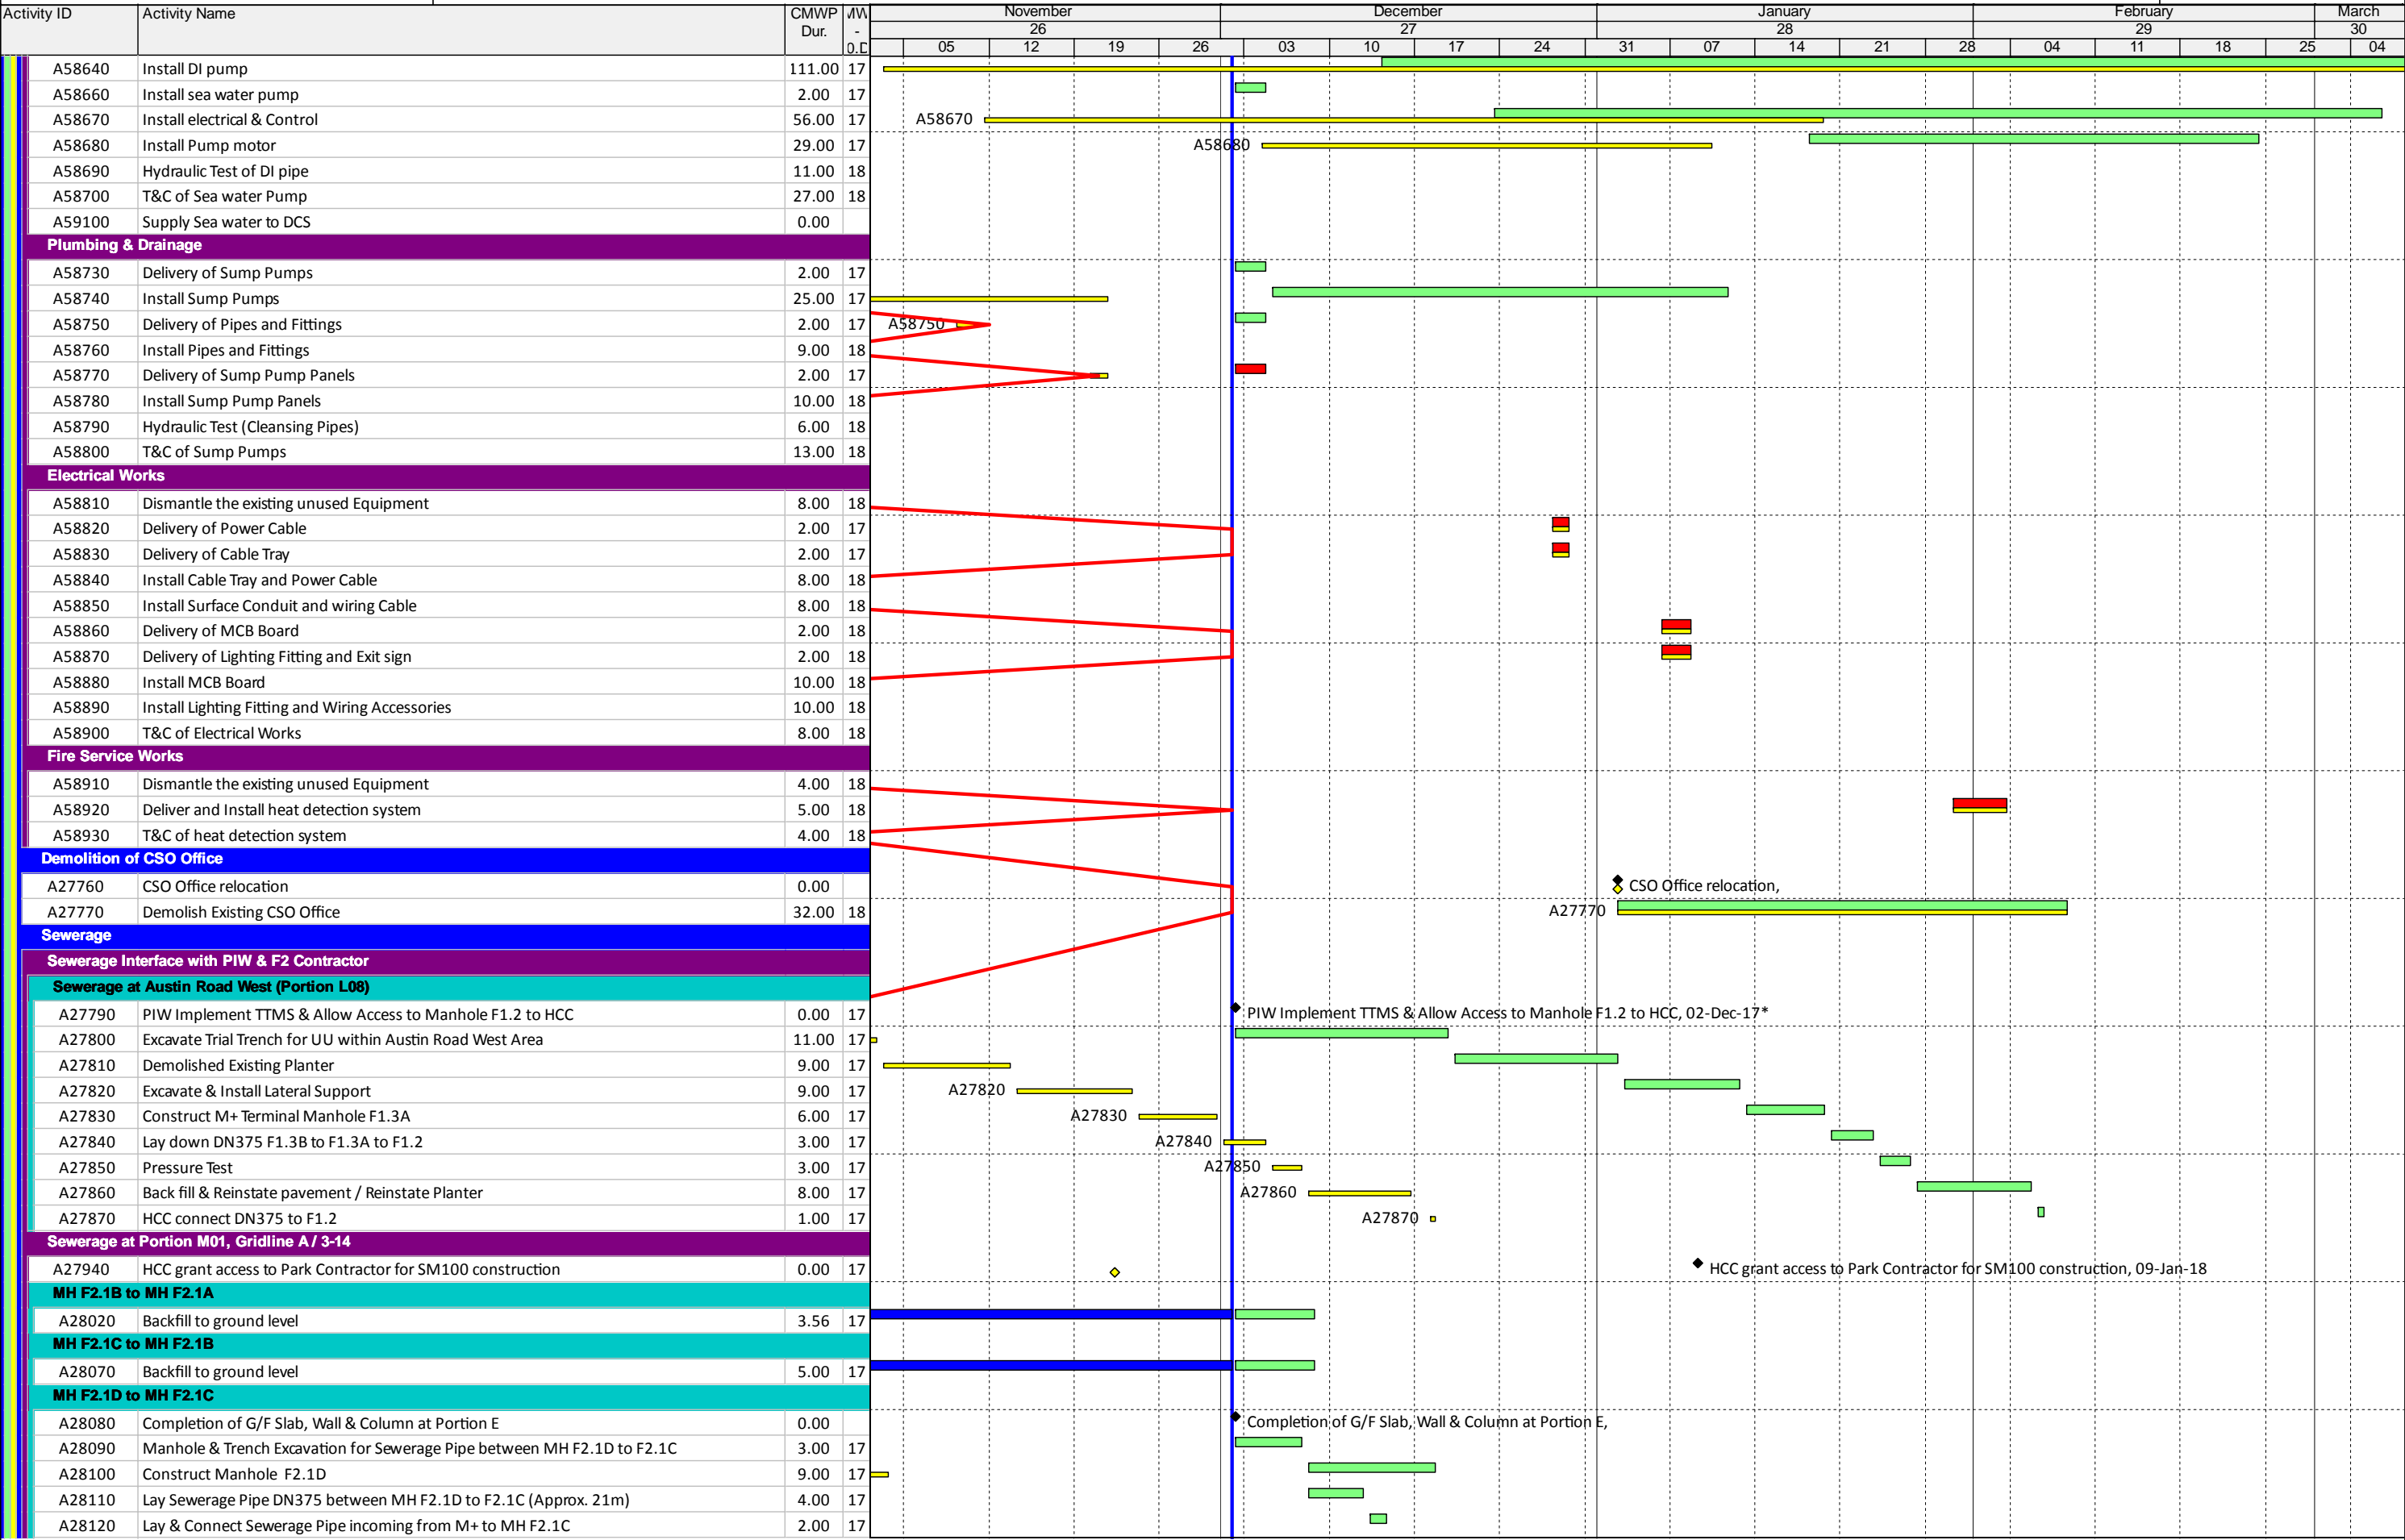 Activity ID Activity Name CMWP Dur. MW - 0.D
November December January February March
26 27 28 29 30
05 12 19 26 03 10 17 24 31 07 14 21 28 04 11 18 25 04
A58640 Install DI pump 111.00 17
A58660 Install sea water pump 2.00 17
A58670 Install electrical & Control 56.00 17 A58670
A58680 Install Pump motor 29.00 17 A58680
A58690 Hydraulic Test of DI pipe 11.00 18
A58700 T&C of Sea water Pump 27.00 18
A59100 Supply Sea water to DCS 0.00
Plumbing & Drainage
A58730 Delivery of Sump Pumps 2.00 17
A58740 Install Sump Pumps 25.00 17
A58750 Delivery of Pipes and Fittings 2.00 17 A58750
A58760 Install Pipes and Fittings 9.00 18
A58770 Delivery of Sump Pump Panels 2.00 17
A58780 Install Sump Pump Panels 10.00 18
A58790 Hydraulic Test (Cleansing Pipes) 6.00 18
A58800 T&C of Sump Pumps 13.00 18
Electrical Works
A58810 Dismantle the existing unused Equipment 8.00 18
A58820 Delivery of Power Cable 2.00 17
A58830 Delivery of Cable Tray 2.00 17
A58840 Install Cable Tray and Power Cable 8.00 18
A58850 Install Surface Conduit and wiring Cable 8.00 18
A58860 Delivery of MCB Board 2.00 18
A58870 Delivery of Lighting Fitting and Exit sign 2.00 18
A58880 Install MCB Board 10.00 18
A58890 Install Lighting Fitting and Wiring Accessories 10.00 18
A58900 T&C of Electrical Works 8.00 18
Fire Service Works
A58910 Dismantle the existing unused Equipment 4.00 18
A58920 Deliver and Install heat detection system 5.00 18
A58930 T&C of heat detection system 4.00 18
Demolition of CSO Office
A27760 CSO Office relocation 0.00 CSO Office relocation,
A27770 Demolish Existing CSO Office 32.00 18 A27770
Sewerage
Sewerage Interface with PIW & F2 Contractor
Sewerage at Austin Road West (Portion L08)
A27790 PIW Implement TTMS & Allow Access to Manhole F1.2 to HCC 0.00 17 PIW Implement TTMS & Allow Access to Manhole F1.2 to HCC, 02-Dec-17*
A27800 Excavate Trial Trench for UU within Austin Road West Area 11.00 17
A27810 Demolished Existing Planter 9.00 17
A27820 Excavate & Install Lateral Support 9.00 17 A27820
A27830 Construct M+ Terminal Manhole F1.3A 6.00 17 A27830
A27840 Lay down DN375 F1.3B to F1.3A to F1.2 3.00 17 A27840
A27850 Pressure Test 3.00 17 A27850
A27860 Back fill & Reinstate pavement / Reinstate Planter 8.00 17 A27860
A27870 HCC connect DN375 to F1.2 1.00 17 A27870
Sewerage at Portion M01, Gridline A / 3-14
A27940 HCC grant access to Park Contractor for SM100 construction 0.00 17 HCC grant access to Park Contractor for SM100 construction, 09-Jan-18
MH F2.1B to MH F2.1A
A28020 Backfill to ground level 3.56 17
MH F2.1C to MH F2.1B
A28070 Backfill to ground level 5.00 17
MH F2.1D to MH F2.1C
A28080 Completion of G/F Slab, Wall & Column at Portion E 0.00 Completion of G/F Slab, Wall & Column at Portion E,
A28090 Manhole & Trench Excavation for Sewerage Pipe between MH F2.1D to F2.1C 3.00 17
A28100 Construct Manhole F2.1D 9.00 17
A28110 Lay Sewerage Pipe DN375 between MH F2.1D to F2.1C (Approx. 21m) 4.00 17
A28120 Lay & Connect Sewerage Pipe incoming from M+ to MH F2.1C 2.00 17